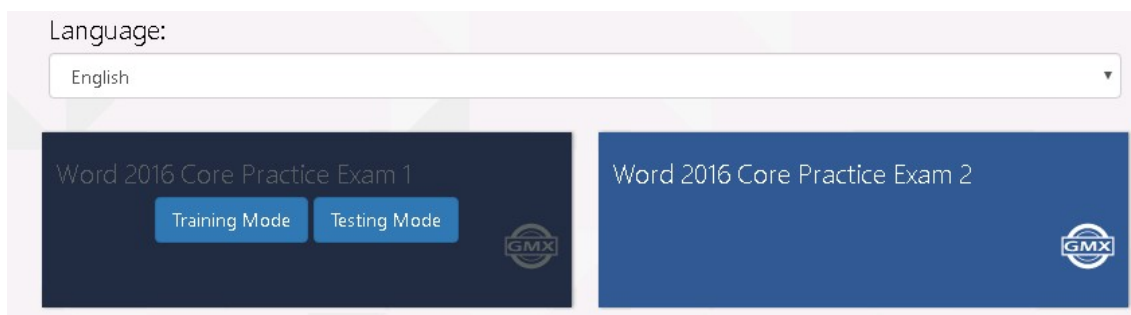 Language:
English
Word 2016 Core Practice Exam 1
Training Mode
Testing Mode
GMX
Word 2016 Core Practice Exam 2
GMX